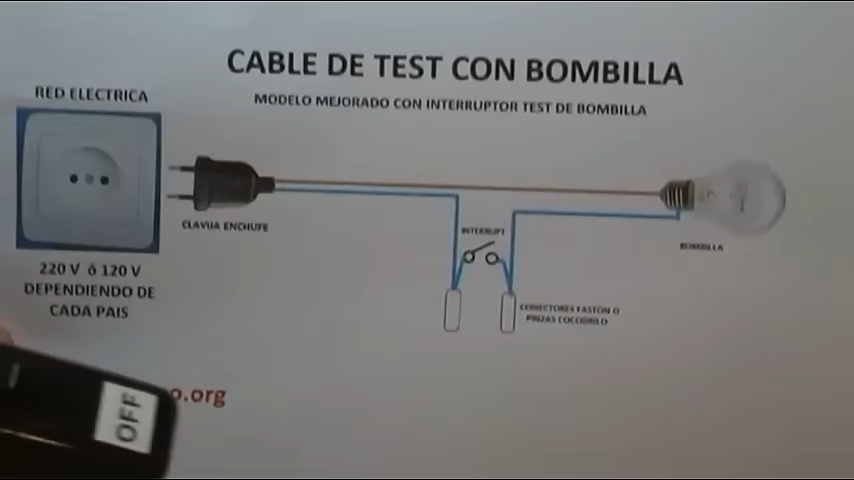 CABLE DE TEST CON BOMBILLA
MODELO MEJORADO CON INTERRUPTOR TEST DE BOMBILLA
RED ELECTRICA
CLAVIJA ENCHUFE
INTERRUPT
BOMBILLA
220 V ó 120 V
DEPENDIENDO DE
CADA PAIS
CONECTORES FASTON O
PINZAS COCODRILO
o.org
OFF